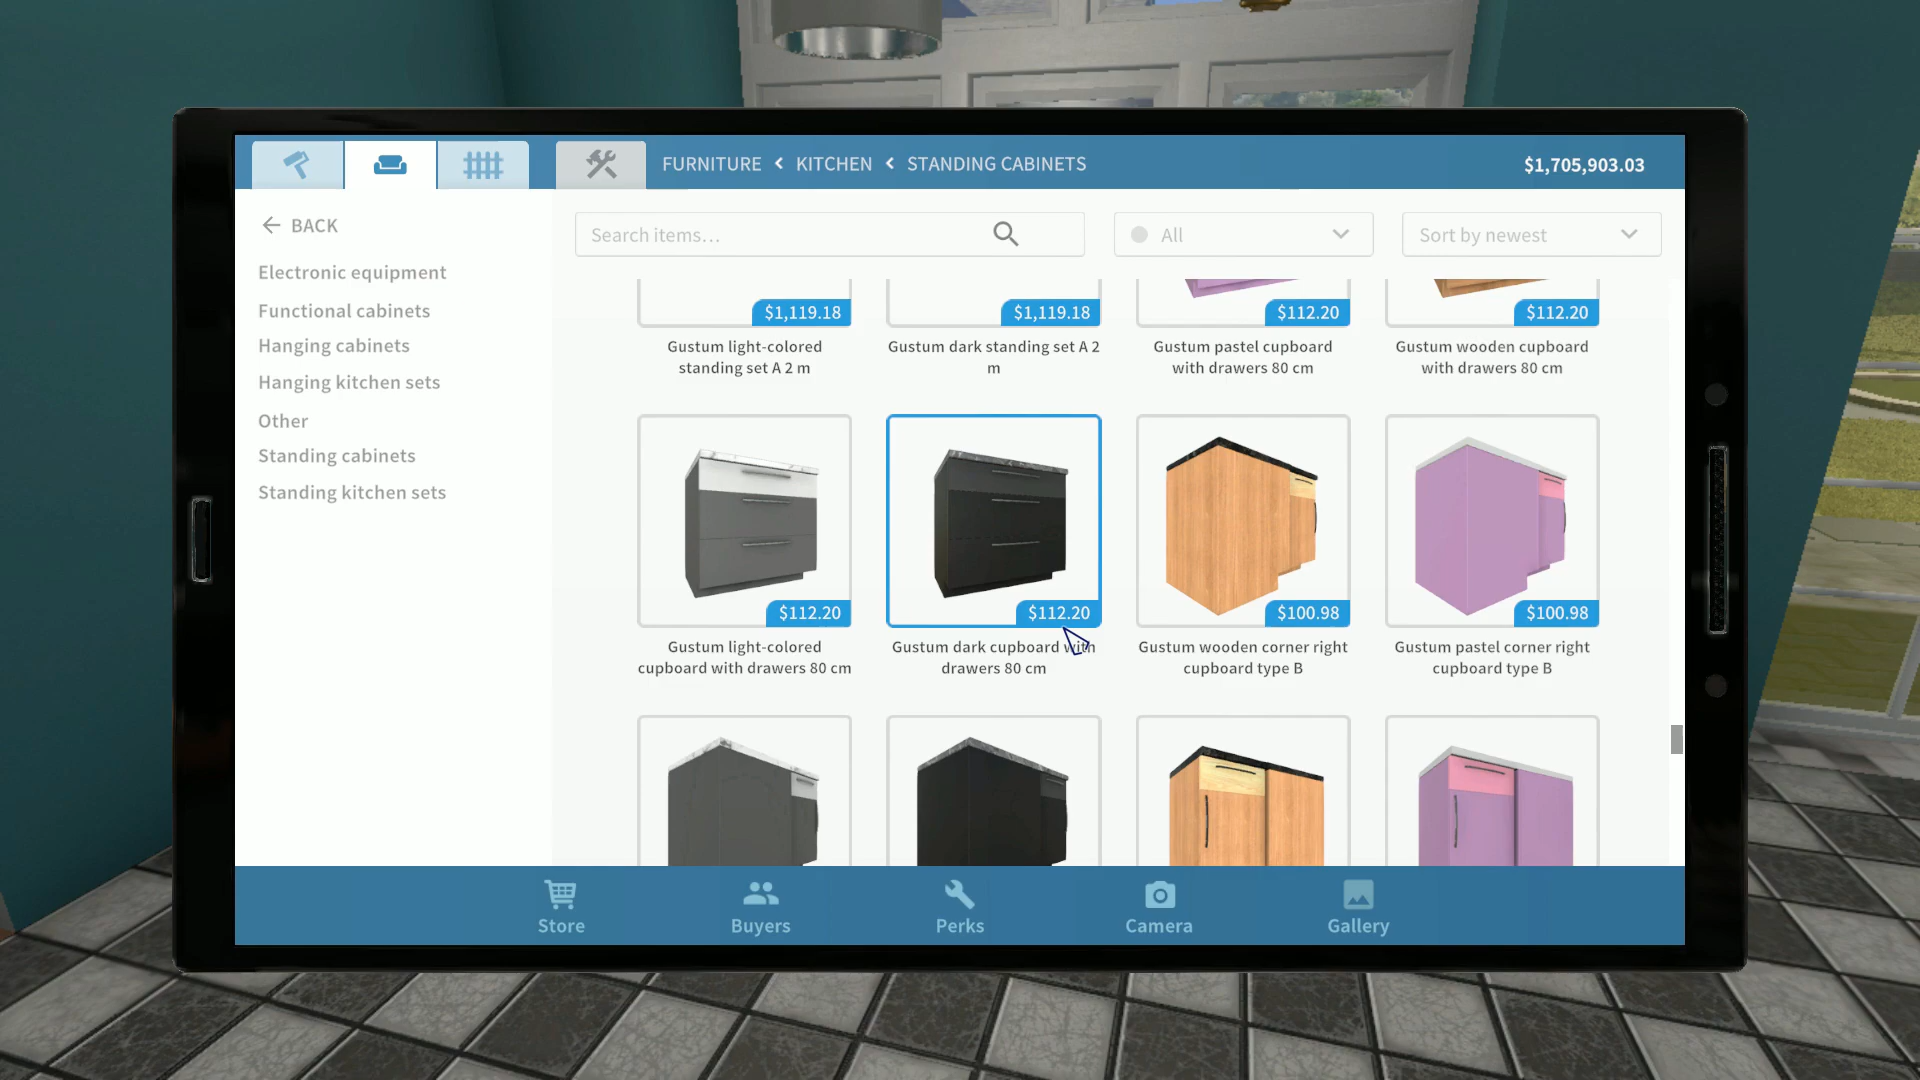 FURNITURE < KITCHEN < STANDING CABINETS
$1,705,903.03
BACK
Search items...
All
Sort by newest
Electronic equipment
Functional cabinets
Hanging cabinets
Hanging kitchen sets
Other
Standing cabinets
Standing kitchen sets
$1,119.18
$1,119.18
$112.20
$112.20
Gustum light-colored
standing set A 2 m
Gustum dark standing set A 2
m
Gustum pastel cupboard
with drawers 80 cm
Gustum wooden cupboard
with drawers 80 cm
$112.20
$112.20
$100.98
$100.98
Gustum light-colored
cupboard with drawers 80 cm
Gustum dark cupboard with
drawers 80 cm
Gustum wooden corner right
cupboard type B
Gustum pastel corner right
cupboard type B
Store
Buyers
Perks
Camera
Gallery